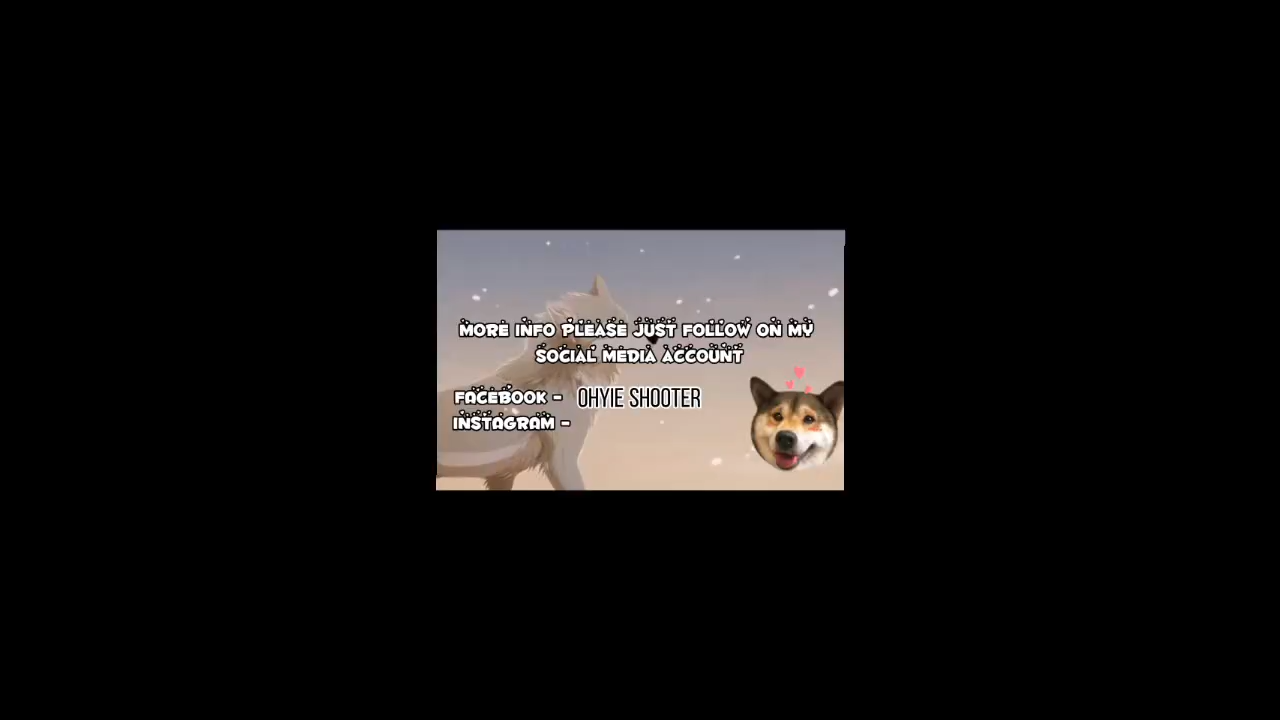 MORE INFO PLEASE JUST FOLLOW ON MY
SOCIAL MEDIA ACCOUNT
FACEBOOK - OHYIE SHOOTER
INSTAGRAM -